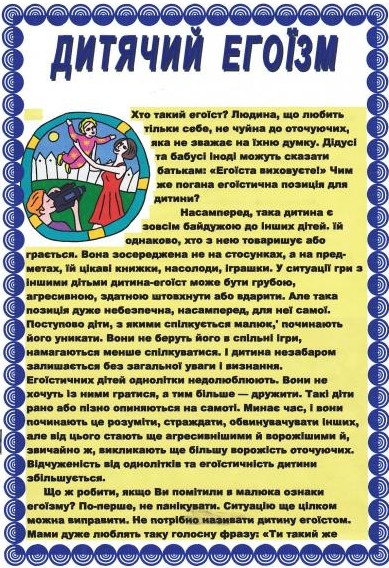 ДИТЯЧИЙ ЕГОЇЗМ
Хто такий егоїст? Людина, що любить
тільки себе, не чуйна до оточуючих,
яка не зважає на їхню думку. Дідусі
та бабусі іноді можуть сказати
батькам: «Егоїста виховуєте!» Чим
же погана егоїстична позиція для
дитини?
Насамперед, така дитина є
зовсім байдужою до інших дітей. їй
однаково, хто з нею товаришує або
грається. Вона зосереджена не на стосунках, а на пред-
метах, їй цікаві книжки, насолоди, іграшки. У ситуації гри з
іншими дітьми дитина-егоїст може бути грубою,
агресивною, здатною штовхнути або вдарити. Але така
позиція дуже небезпечна, насамперед, для неї самої.
Поступово діти, з якими спілкується малюк,' починають
його уникати. Вони не беруть його в спільні ігри,
намагаються менше спілкуватися. І дитина незабаром
залишається без загальної уваги і визнання.
Егоїстичних дітей однолітки недолюблюють. Вони не
хочуть із ними гратися, а тим більше — дружити. Такі діти
рано або пізно опиняються на самоті. Минає час, і вони
починають це розуміти, страждати, обвинувачувати інших,
але від цього стають ще агресивнішими й ворожішими й,
звичайно ж, викликають ще більшу ворожість оточуючих.
Відчуженість від однолітків та егоїстичність дитини
збільшується.
Що ж робити, якщо Ви помітили в малюка ознаки
егоїзму? По-перше, не панікувати. Ситуацію ще цілком
можна виправити. Не потрібно називати дитину егоїстом.
Мами дуже люблять таку голосну фразу: «Ти такий же